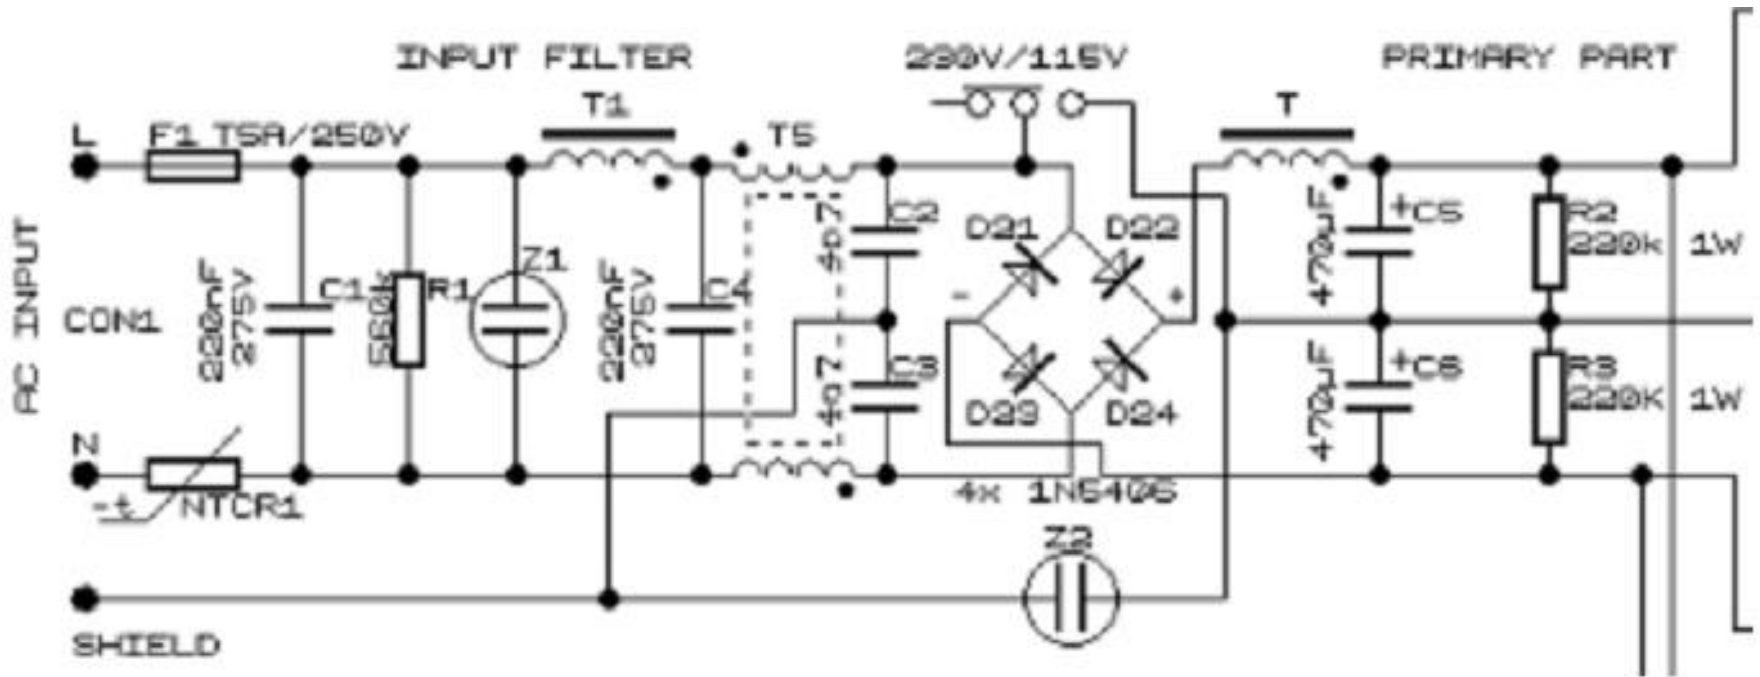 INPUT FILTER
230V/115V
PRIMARY PART
T1
T
L
F1 T5A/250V
T5
AC INPUT
CON1
220nF
275V
C1
560k
R1
Z1
220nF
275V
C4
4n7
C2
4n7
C3
D21
D22
-
+
D23
D24
4x 1N5406
470µF
+C5
R2
220k 1W
470µF
+C6
R3
220K 1W
N
-t
NTCR1
Z2
SHIELD